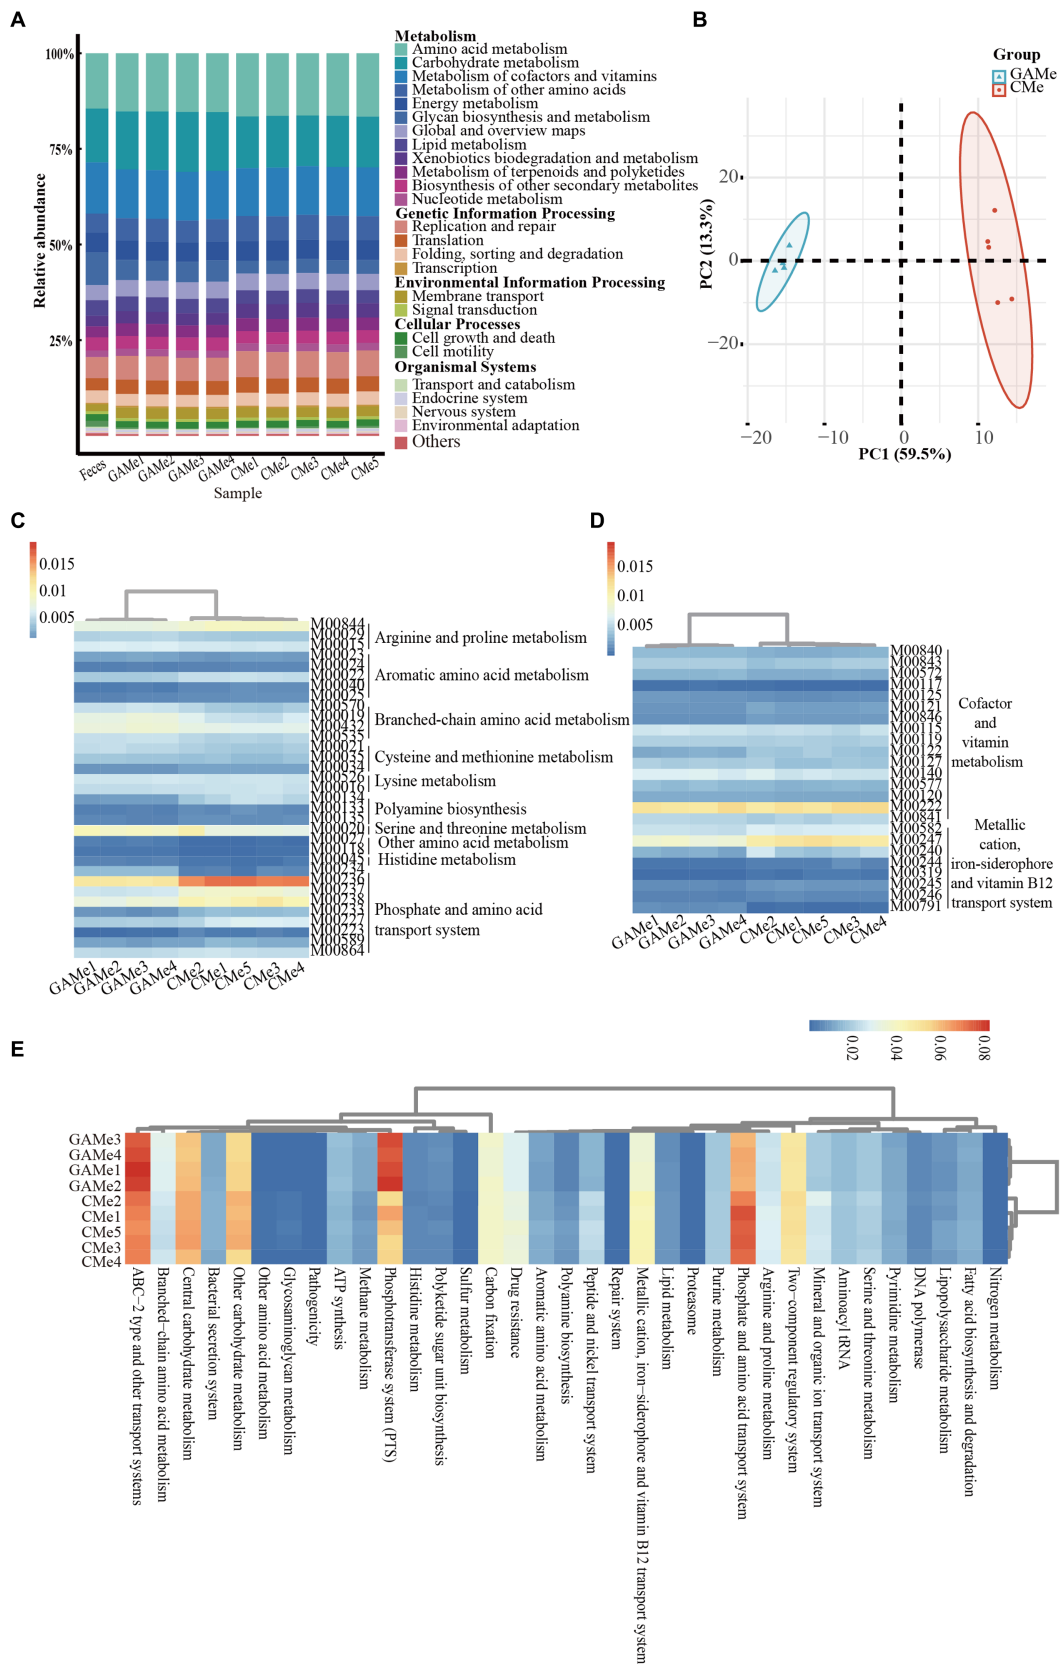 A
100%
75%
50%
25%
Relative abundance
Feces
GAMe1
GAMe2
GAMe3
GAMe4
CMe1
CMe2
CMe3
CMe4
CMe5
Sample
Metabolism
Amino acid metabolism
Carbohydrate metabolism
Metabolism of cofactors and vitamins
Metabolism of other amino acids
Energy metabolism
Glycan biosynthesis and metabolism
Global and overview maps
Lipid metabolism
Xenobiotics biodegradation and metabolism
Metabolism of terpenoids and polyketides
Biosynthesis of other secondary metabolites
Nucleotide metabolism
Genetic Information Processing
Replication and repair
Translation
Folding, sorting and degradation
Transcription
Environmental Information Processing
Membrane transport
Signal transduction
Cellular Processes
Cell growth and death
Cell motility
Organismal Systems
Transport and catabolism
Endocrine system
Nervous system
Environmental adaptation
Others
B
Group
GAMe
CMe
20
0
−20
PC2 (13.3%)
−20
−10
0
10
PC1 (59.5%)
C
0.015
0.01
0.005
M00844
M00029
M00015
M00023
M00024
M00022
M00040
M00025
M00570
M00019
M00432
M00535
M00021
M00035
M00034
M00526
M00016
M00134
M00133
M00135
M00020
M00027
M00118
M00045
M00234
M00236
M00237
M00238
M00233
M00227
M00223
M00589
M00864
Arginine and proline metabolism
Aromatic amino acid metabolism
Branched-chain amino acid metabolism
Cysteine and methionine metabolism
Lysine metabolism
Polyamine biosynthesis
Serine and threonine metabolism
Other amino acid metabolism
Histidine metabolism
Phosphate and amino acid
transport system
GAMe1
GAMe2
GAMe3
GAMe4
CMe2
CMe1
CMe5
CMe3
CMe4
D
0.015
0.01
0.005
M00840
M00843
M00572
M00117
M00125
M00121
M00846
M00115
M00119
M00122
M00127
M00140
M00577
M00120
M00222
M00841
M00582
M00247
M00240
M00244
M00319
M00245
M00246
M00791
Cofactor
and
vitamin
metabolism
Metallic
cation,
iron-siderophore
and vitamin B12
transport system
GAMe1
GAMe2
GAMe3
GAMe4
CMe2
CMe1
CMe5
CMe3
CMe4
E
0.02
0.04
0.06
0.08
GAMe3
GAMe4
GAMe1
GAMe2
CMe2
CMe1
CMe5
CMe3
CMe4
ABC−2 type and other transport systems
Branched−chain amino acid metabolism
Central carbohydrate metabolism
Bacterial secretion system
Other carbohydrate metabolism
Other amino acid metabolism
Glycosaminoglycan metabolism
Pathogenicity
ATP synthesis
Methane metabolism
Phosphotransferase system (PTS)
Histidine metabolism
Polyketide sugar unit biosynthesis
Sulfur metabolism
Carbon fixation
Drug resistance
Aromatic amino acid metabolism
Polyamine biosynthesis
Peptide and nickel transport system
Repair system
Metallic cation, iron−siderophore and vitamin B12 transport system
Lipid metabolism
Proteasome
Purine metabolism
Phosphate and amino acid transport system
Arginine and proline metabolism
Two−component regulatory system
Mineral and organic ion transport system
Aminoacyl tRNA
Serine and threonine metabolism
Pyrimidine metabolism
DNA polymerase
Lipopolysaccharide metabolism
Fatty acid biosynthesis and degradation
Nitrogen metabolism